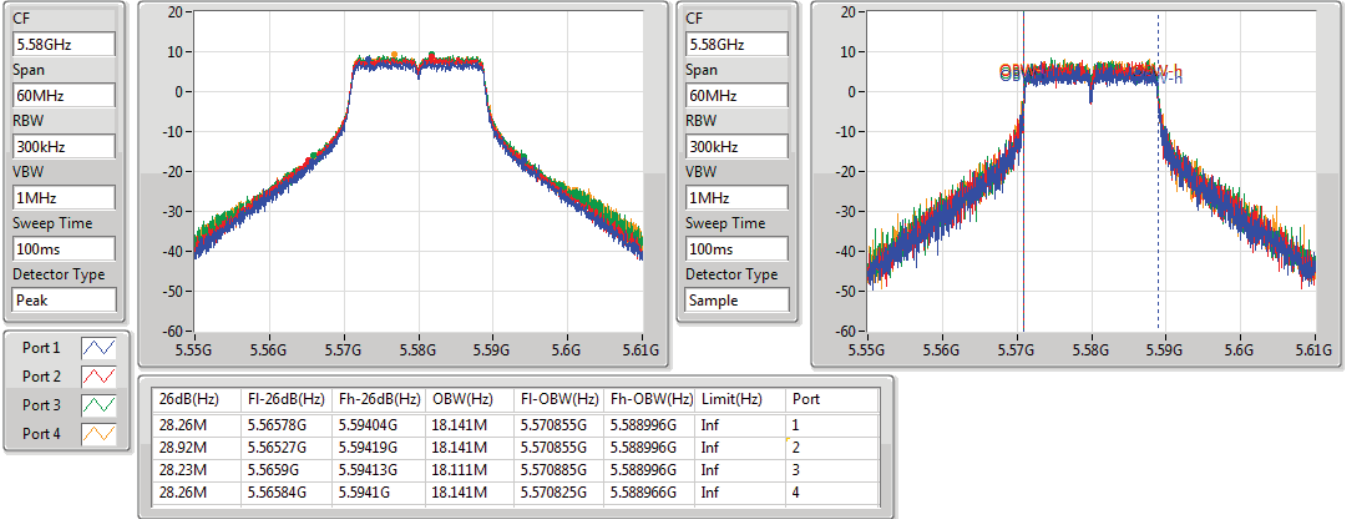 CF
5.58GHz
Span
60MHz
RBW
300kHz
VBW
1MHz
Sweep Time
100ms
Detector Type
Peak
20
10
0
-10
-20
-30
-40
-50
-60
5.55G 5.56G 5.57G 5.58G 5.59G 5.6G 5.61G
CF
5.58GHz
Span
60MHz
RBW
300kHz
VBW
1MHz
Sweep Time
100ms
Detector Type
Sample
20
10
0
-10
-20
-30
-40
-50
-60
5.55G 5.56G 5.57G 5.58G 5.59G 5.6G 5.61G
Port 1
Port 2
Port 3
Port 4
26dB(Hz) Fl-26dB(Hz) Fh-26dB(Hz) OBW(Hz) Fl-OBW(Hz) Fh-OBW(Hz) Limit(Hz) Port
28.26M 5.56578G 5.59404G 18.141M 5.570855G 5.588996G Inf 1
28.92M 5.56527G 5.59419G 18.141M 5.570855G 5.588996G Inf 2
28.23M 5.5659G 5.59413G 18.111M 5.570885G 5.588996G Inf 3
28.26M 5.56584G 5.5941G 18.141M 5.570825G 5.588966G Inf 4